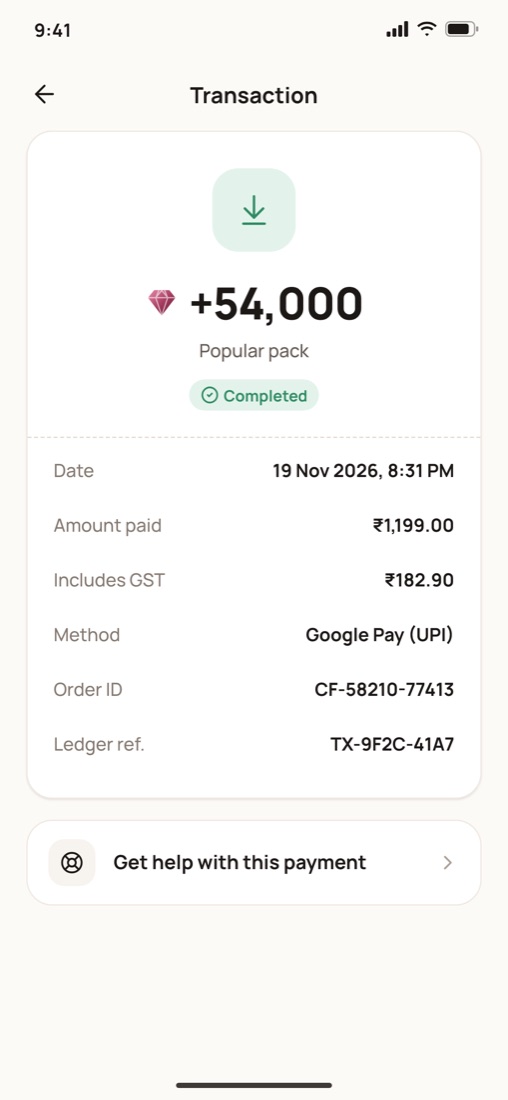 9:41
Transaction
+54,000
Popular pack
Completed
Date 19 Nov 2026, 8:31 PM
Amount paid ₹1,199.00
Includes GST ₹182.90
Method Google Pay (UPI)
Order ID CF-58210-77413
Ledger ref. TX-9F2C-41A7
Get help with this payment